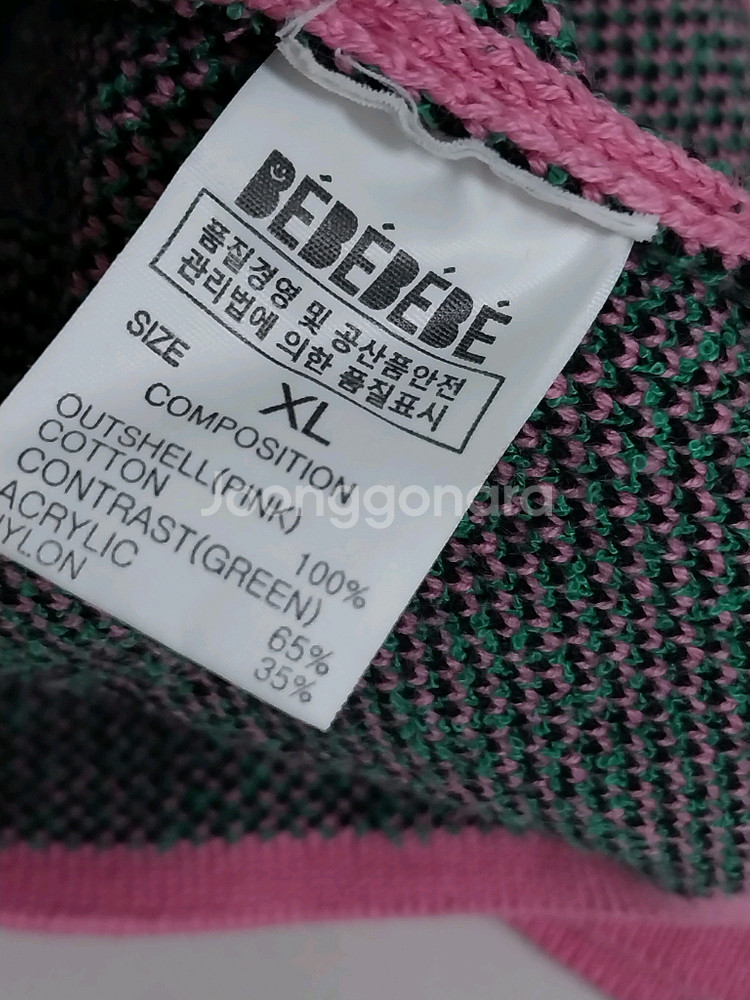 BÉBÉBÉBÉ
품질경영 및 공산품안전
관리법에 의한 품질표시
SIZE
XL
COMPOSITION
OUTSHELL(PINK)
COTTON 100%
CONTRAST(GREEN)
ACRYLIC 65%
NYLON 35%
Joonggonara